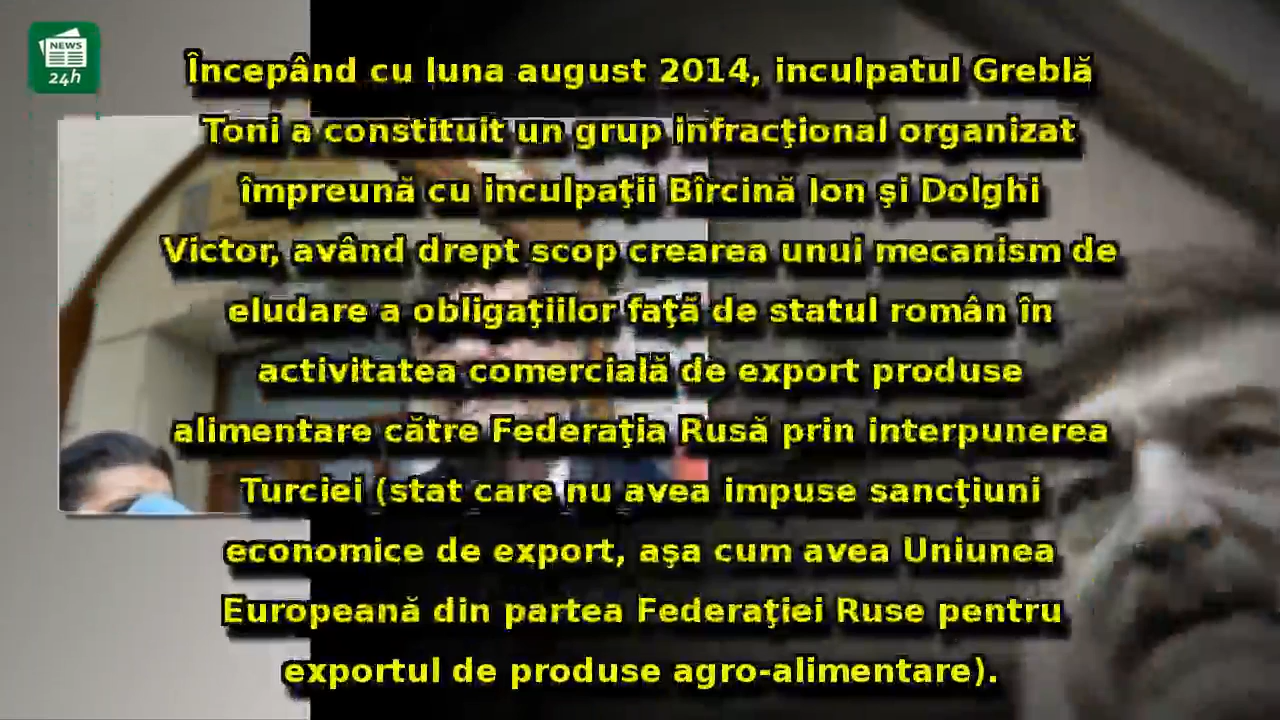 NEWS
24h
Începând cu luna august 2014, inculpatul Greblă
Toni a constituit un grup infracţional organizat
împreună cu inculpaţii Bîrcină Ion şi Dolghi
Victor, având drept scop crearea unui mecanism de
eludare a obligaţiilor faţă de statul român în
activitatea comercială de export produse
alimentare către Federaţia Rusă prin interpunerea
Turciei (stat care nu avea impuse sancţiuni
economice de export, aşa cum avea Uniunea
Europeană din partea Federaţiei Ruse pentru
exportul de produse agro-alimentare).